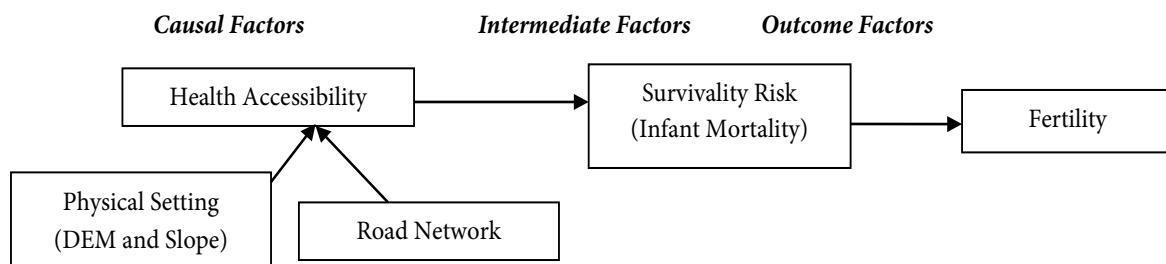 Causal Factors
Intermediate Factors
Outcome Factors
Health Accessibility
Survivality Risk
(Infant Mortality)
Fertility
Physical Setting
(DEM and Slope)
Road Network